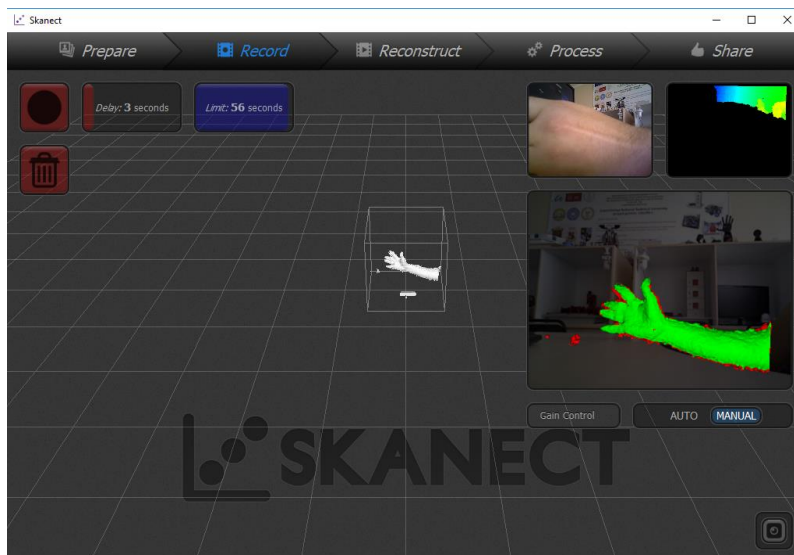 Skanect
Prepare Record Reconstruct Process Share
Delay: 3 seconds Limit: 56 seconds
Gain Control AUTO MANUAL
SKANECT